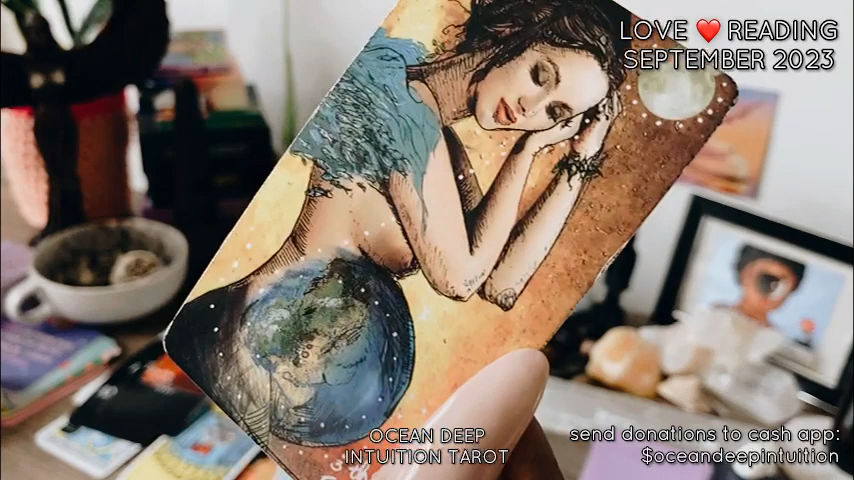 LOVE ❤️ READING
SEPTEMBER 2023
OCEAN DEEP
INTUITION TAROT
send donations to cash app:
$oceandeepintuition